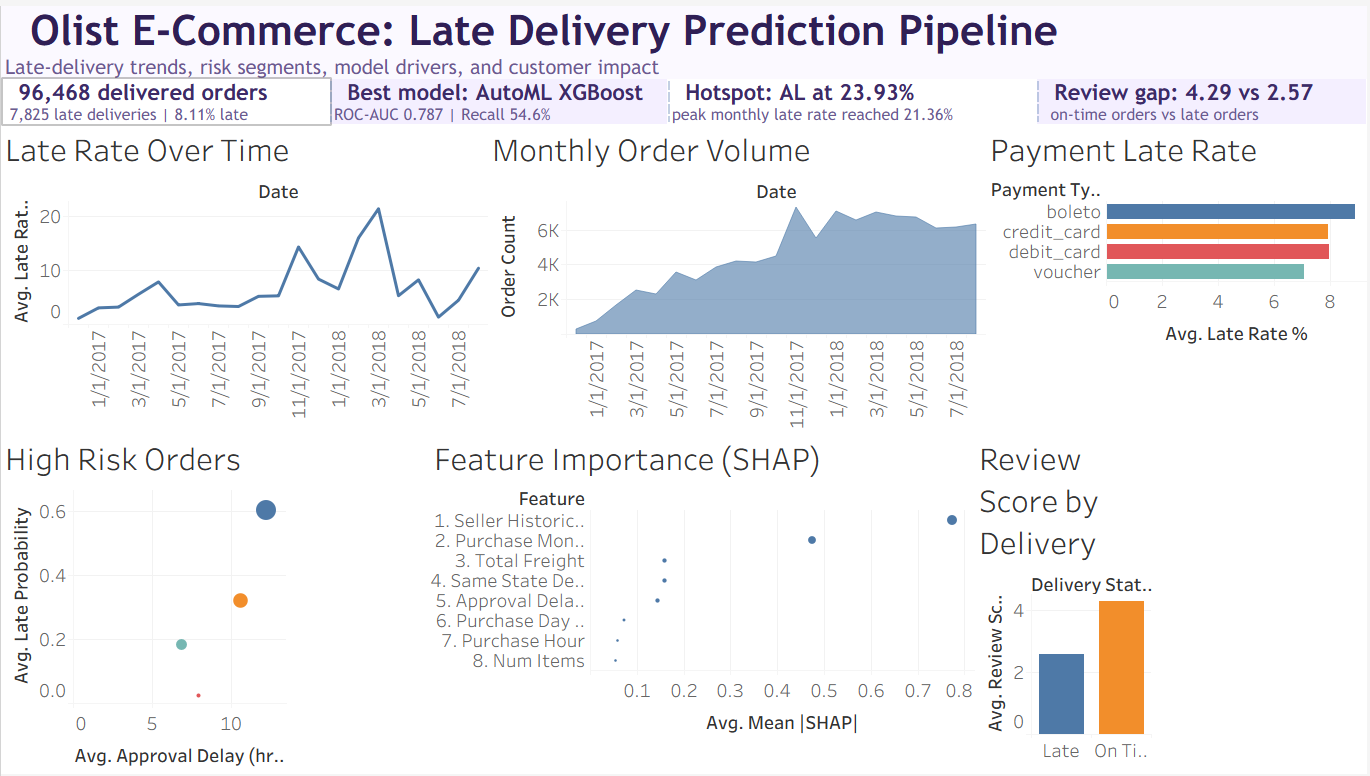 Olist E-Commerce: Late Delivery Prediction Pipeline
Late-delivery trends, risk segments, model drivers, and customer impact
96,468 delivered orders
7,825 late deliveries | 8.11% late
Best model: AutoML XGBoost
ROC-AUC 0.787 | Recall 54.6%
Hotspot: AL at 23.93%
peak monthly late rate reached 21.36%
Review gap: 4.29 vs 2.57
on-time orders vs late orders
Late Rate Over Time
Date
Avg. Late Rat..
20
10
0
1/1/2017
3/1/2017
5/1/2017
7/1/2017
9/1/2017
11/1/2017
1/1/2018
3/1/2018
5/1/2018
7/1/2018
Monthly Order Volume
Date
Order Count
6K
4K
2K
1/1/2017
3/1/2017
5/1/2017
7/1/2017
9/1/2017
11/1/2017
1/1/2018
3/1/2018
5/1/2018
7/1/2018
Payment Late Rate
Payment Ty..
boleto
credit_card
debit_card
voucher
0 2 4 6 8
Avg. Late Rate %
High Risk Orders
Avg. Late Probability
0.6
0.4
0.2
0.0
0 5 10
Avg. Approval Delay (hr..
Feature Importance (SHAP)
Feature
1. Seller Historic..
2. Purchase Mon..
3. Total Freight
4. Same State De..
5. Approval Dela..
6. Purchase Day ..
7. Purchase Hour
8. Num Items
0.1 0.2 0.3 0.4 0.5 0.6 0.7 0.8
Avg. Mean |SHAP|
Review
Score by
Delivery
Delivery Stat..
Avg. Review Sc..
4
2
0
Late On Ti..